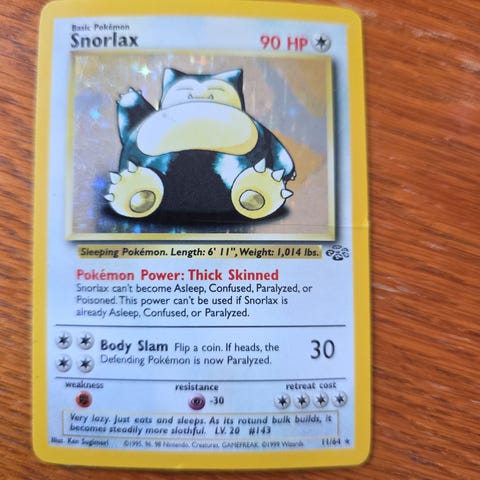 Basic Pokémon
Snorlax 90 HP
Sleeping Pokémon. Length: 6' 11", Weight: 1,014 lbs.
Pokémon Power: Thick Skinned
Snorlax can't become Asleep, Confused, Paralyzed, or
Poisoned. This power can't be used if Snorlax is
already Asleep, Confused, or Paralyzed.
Body Slam Flip a coin. If heads, the 30
Defending Pokémon is now Paralyzed.
weakness resistance retreat cost
-30
Very lazy. Just eats and sleeps. As its rotund bulk builds, it
becomes steadily more slothful. LV. 20 #143
Illus. Ken Sugimori ©1995, 96, 98 Nintendo, Creatures, GAMEFREAK. ©1999 Wizards. 11/64 ★